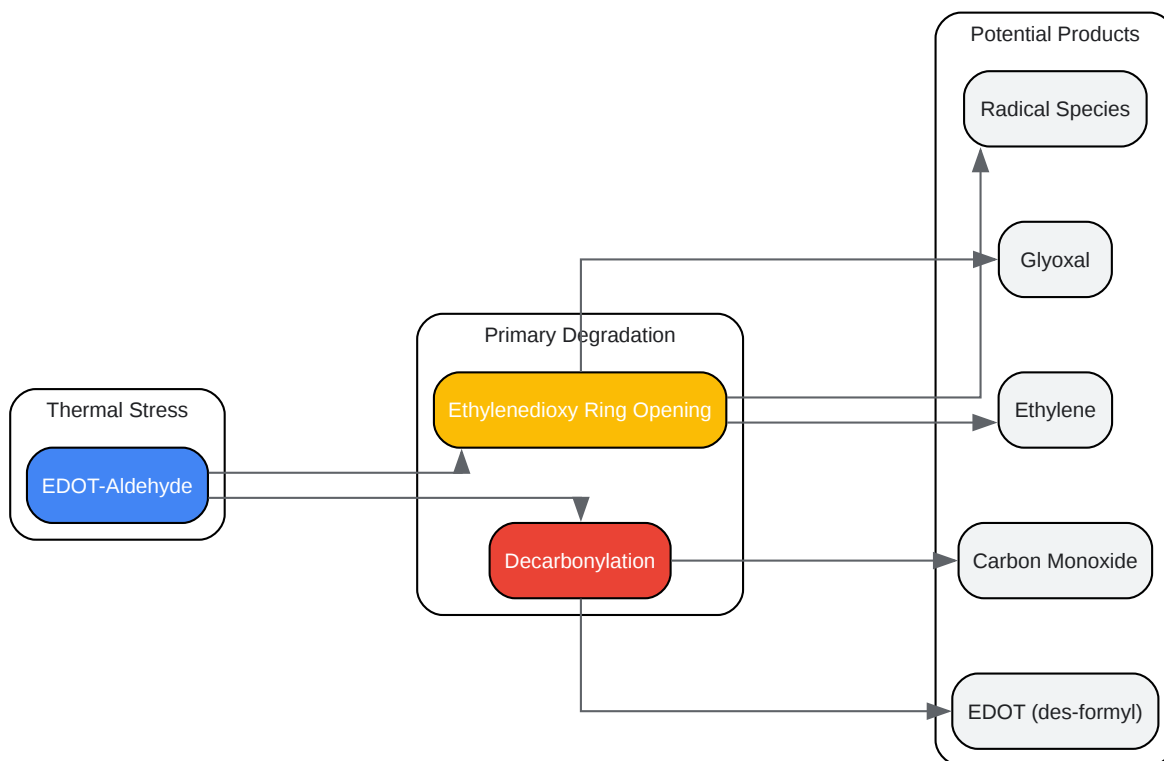 Thermal Stress
EDOT-Aldehyde
Primary Degradation
Ethylenedioxy Ring Opening
Decarbonylation
Potential Products
Radical Species
Glyoxal
Ethylene
Carbon Monoxide
EDOT (des-formyl)